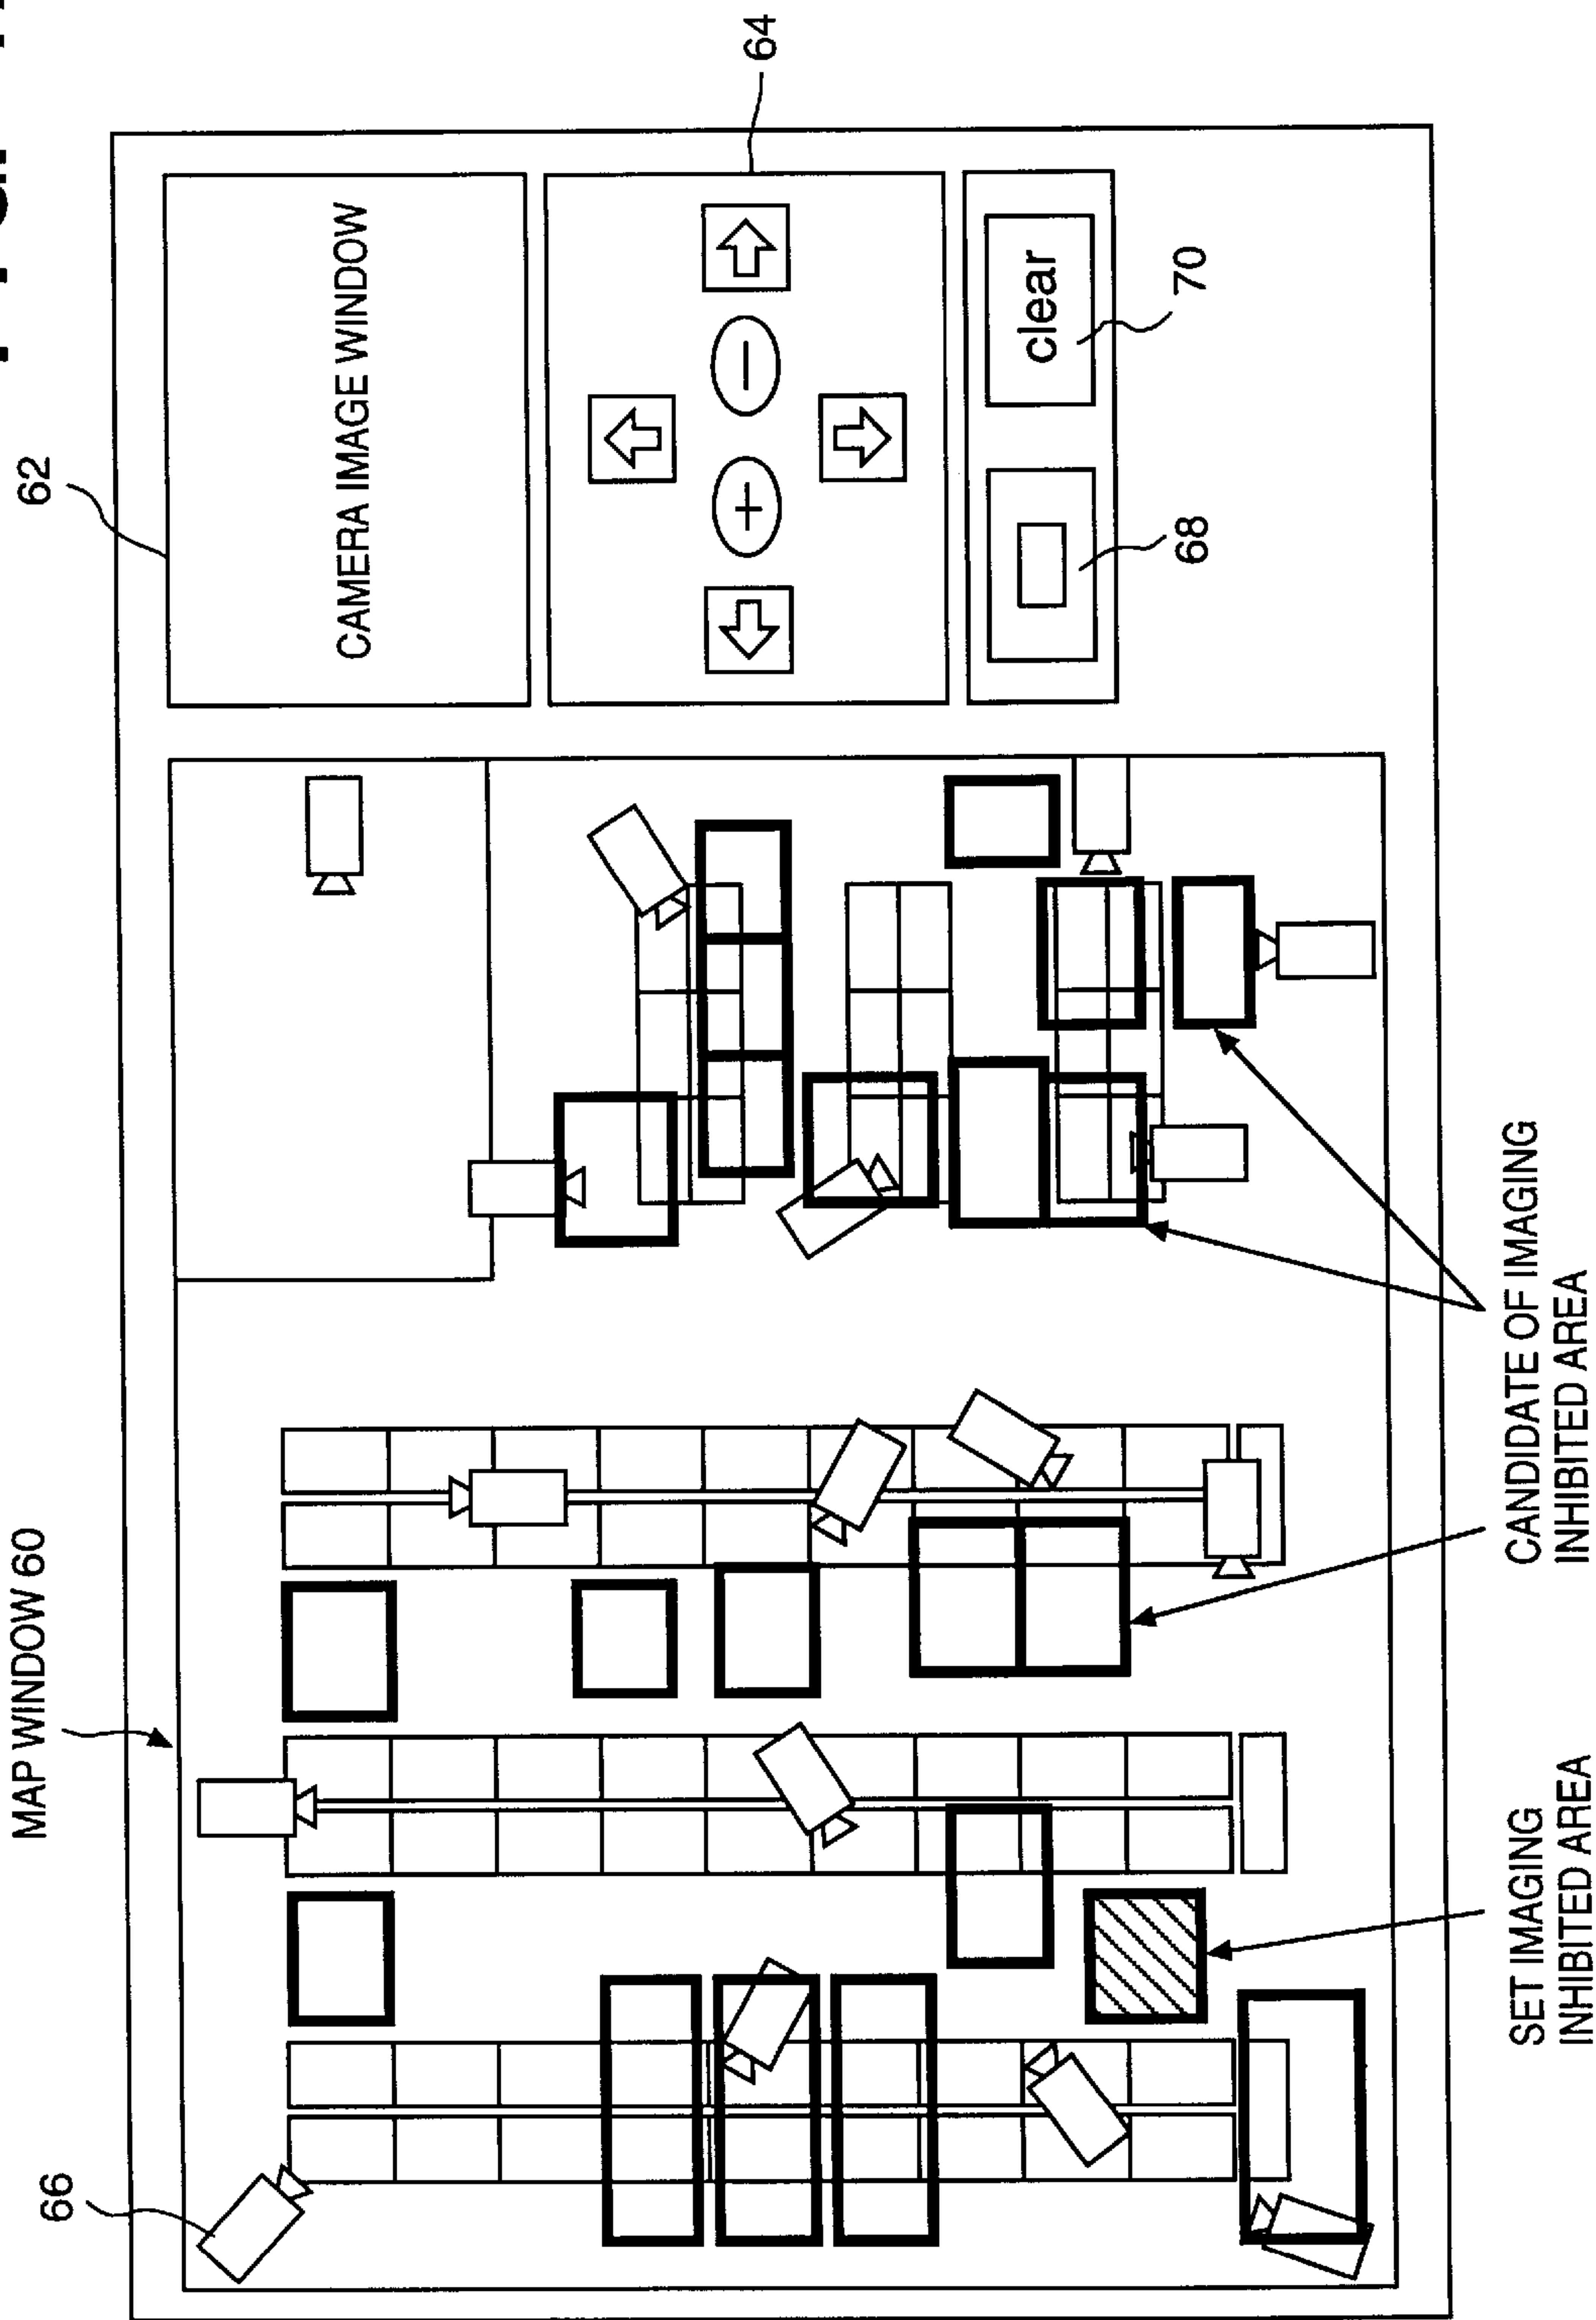 MAP WINDOW 60
62
64
66
CAMERA IMAGE WINDOW
+
−
clear
68
70
SET IMAGING
INHIBITED AREA
CANDIDATE OF IMAGING
INHIBITED AREA